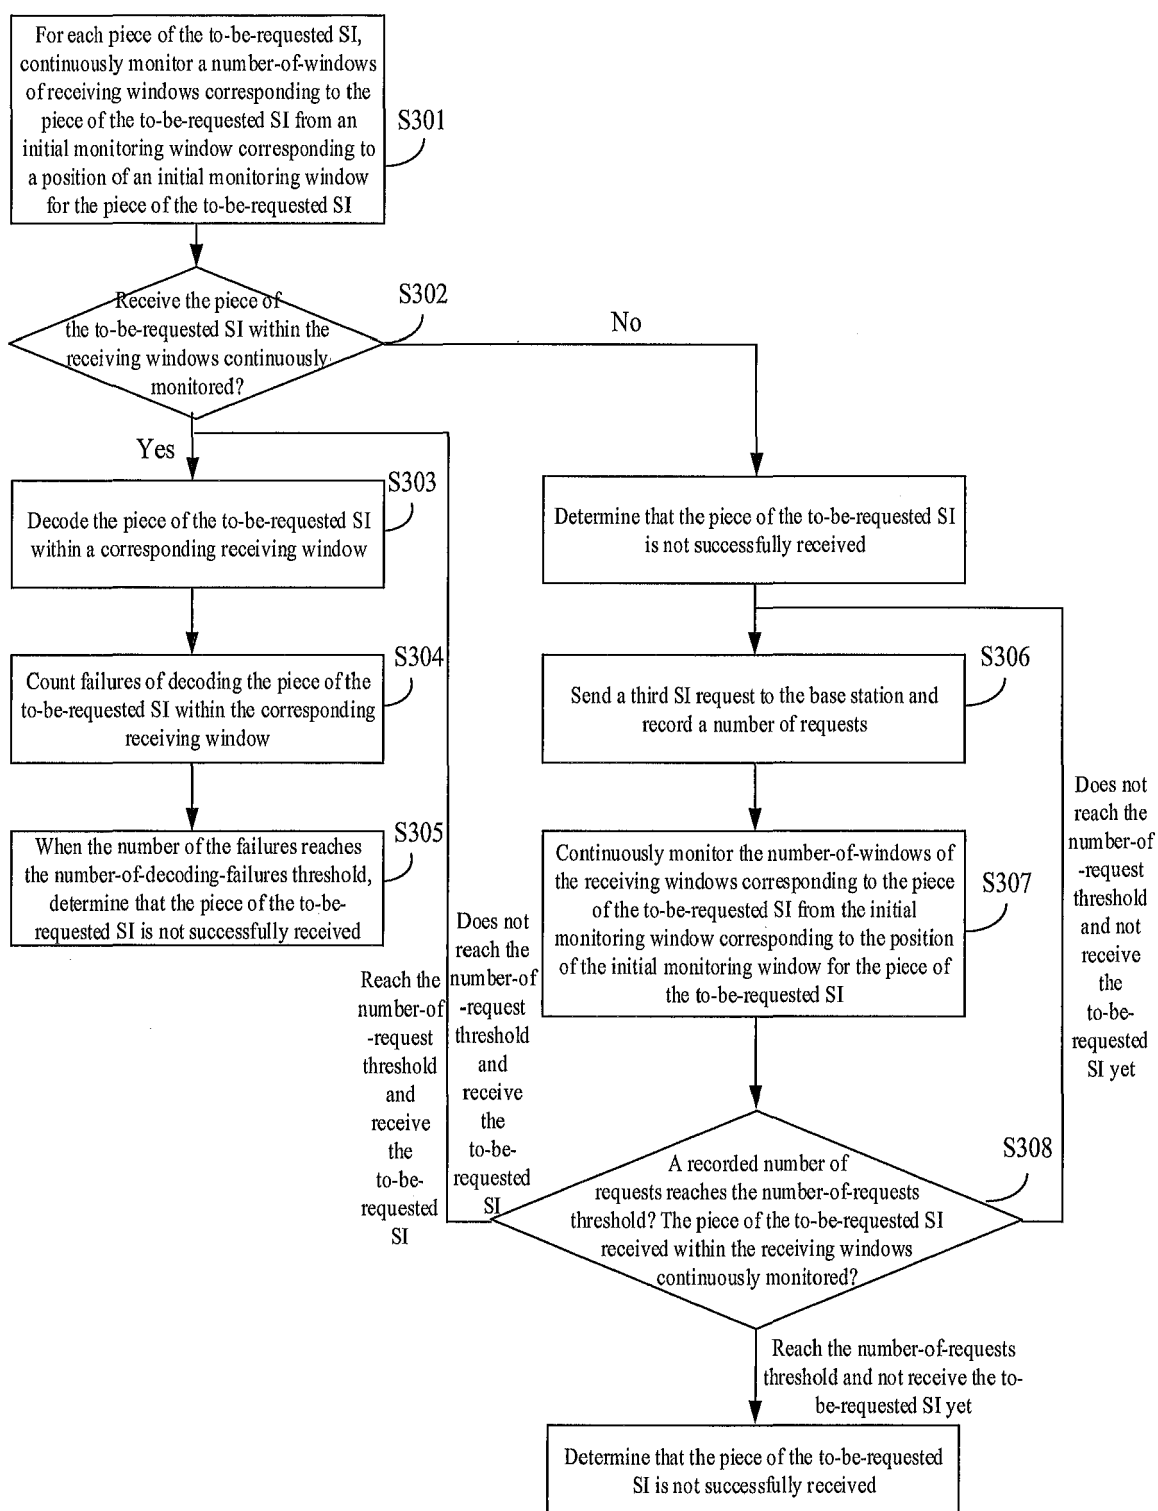 For each piece of the to-be-requested SI,
continuously monitor a number-of-windows
of receiving windows corresponding to the
piece of the to-be-requested SI from an
initial monitoring window corresponding to
a position of an initial monitoring window
for the piece of the to-be-requested SI
S301
Receive the piece of
the to-be-requested SI within the
receiving windows continuously
monitored?
S302
No
Yes
S303
Decode the piece of the to-be-requested SI
within a corresponding receiving window
Determine that the piece of the to-be-requested SI
is not successfully received
S304
Count failures of decoding the piece of the
to-be-requested SI within the corresponding
receiving window
S306
Send a third SI request to the base station and
record a number of requests
S305
When the number of the failures reaches
the number-of-decoding-failures threshold,
determine that the piece of the to-be-
requested SI is not successfully received
S307
Continuously monitor the number-of-windows of
the receiving windows corresponding to the piece
of the to-be-requested SI from the initial
monitoring window corresponding to the position
of the initial monitoring window for the piece of
the to-be-requested SI
Does not
reach the
number-of
-request
threshold
and not
receive
the
to-be-
requested
SI yet
Reach the
number-of
-request
threshold
and
receive
the
to-be-
requested
SI
Does not
reach the
number-of
-request
threshold
and
receive
the
to-be-
requested
SI
S308
A recorded number of
requests reaches the number-of-requests
threshold? The piece of the to-be-requested SI
received within the receiving windows
continuously monitored?
Reach the number-of-requests
threshold and not receive the to-
be-requested SI yet
Determine that the piece of the to-be-requested
SI is not successfully received